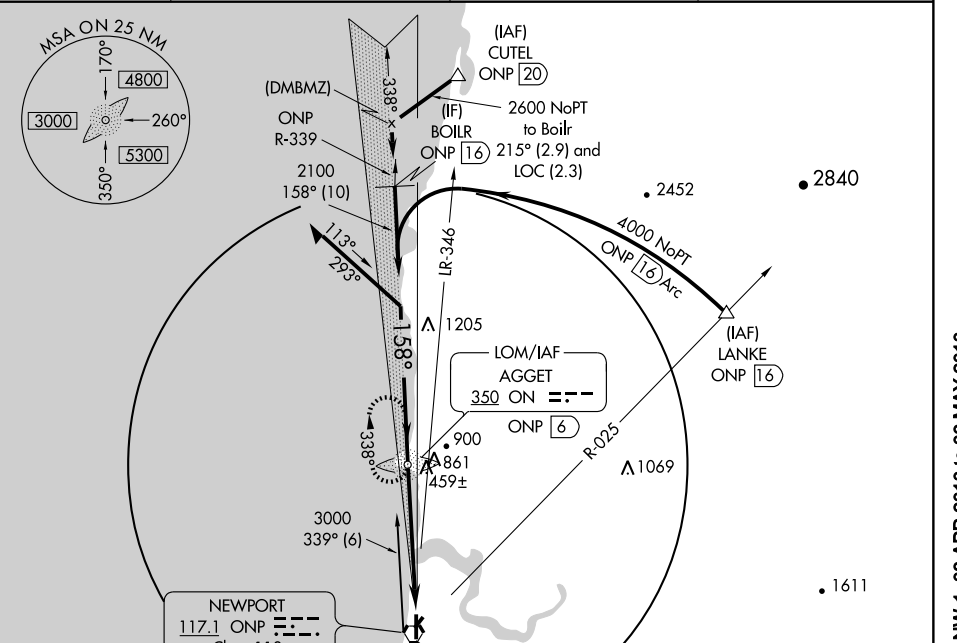 MSA ON 25 NM
170°
4800
3000
260°
5300
350°
(IAF)
CUTEL
ONP 20
338°
(DMBMZ)
ONP
R-339
(IF)
BOILR
ONP 16
2600 NoPT
to Boilr
215° (2.9) and
LOC (2.3)
2100
158° (10)
2452
2840
4000 NoPT
ONP 16 Arc
113°
293°
LR-346
158°
1205
(IAF)
LANKE
ONP 16
LOM/IAF
AGGET
350 ON
ONP 6
R-025
338°
900
861
459±
1069
3000
339° (6)
1611
NEWPORT
117.1 ONP